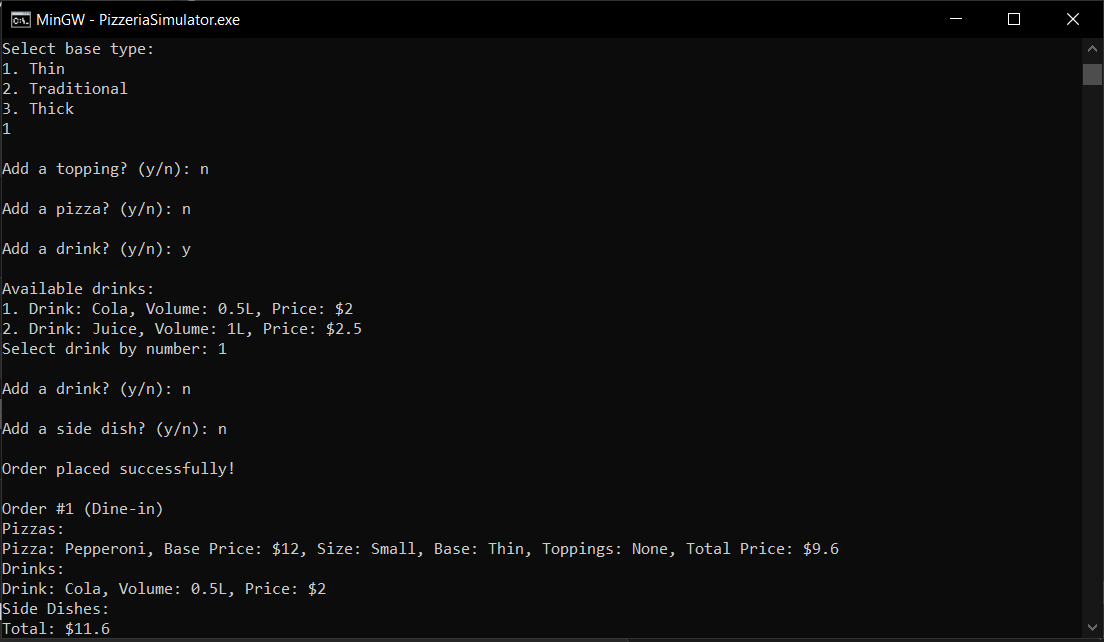 MinGW - PizzeriaSimulator.exe
Select base type:
1. Thin
2. Traditional
3. Thick
1
Add a topping? (y/n): n
Add a pizza? (y/n): n
Add a drink? (y/n): y
Available drinks:
1. Drink: Cola, Volume: 0.5L, Price: $2
2. Drink: Juice, Volume: 1L, Price: $2.5
Select drink by number: 1
Add a drink? (y/n): n
Add a side dish? (y/n): n
Order placed successfully!
Order #1 (Dine-in)
Pizzas:
Pizza: Pepperoni, Base Price: $12, Size: Small, Base: Thin, Toppings: None, Total Price: $9.6
Drinks:
Drink: Cola, Volume: 0.5L, Price: $2
Side Dishes:
Total: $11.6